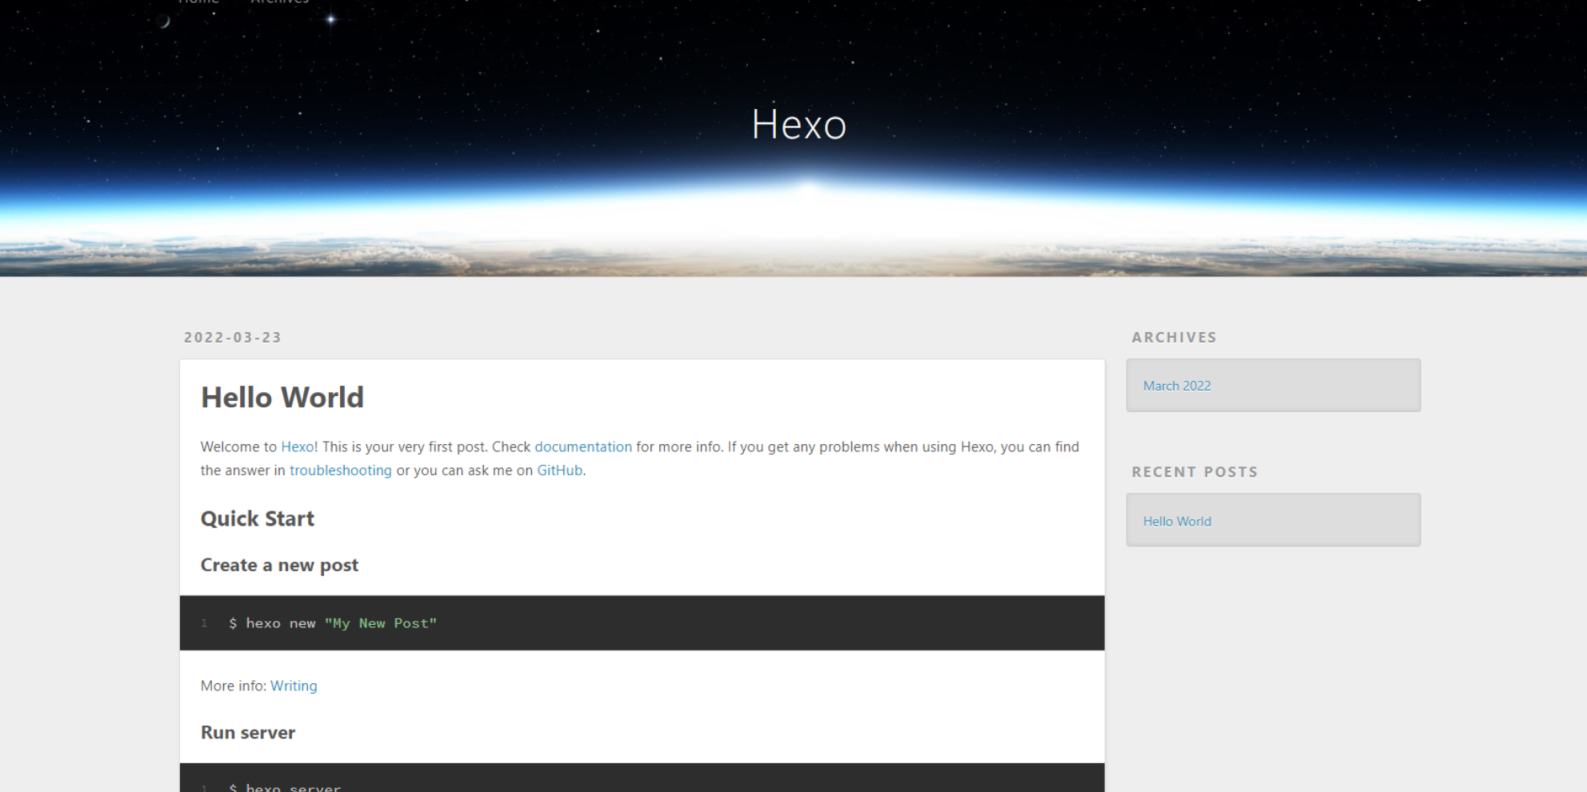 Home Archives
Hexo
2022-03-23
Hello World
Welcome to Hexo! This is your very first post. Check documentation for more info. If you get any problems when using Hexo, you can find
the answer in troubleshooting or you can ask me on GitHub.
Quick Start
Create a new post
1 $ hexo new "My New Post"
More info: Writing
Run server
1 $ hexo server
ARCHIVES
March 2022
RECENT POSTS
Hello World